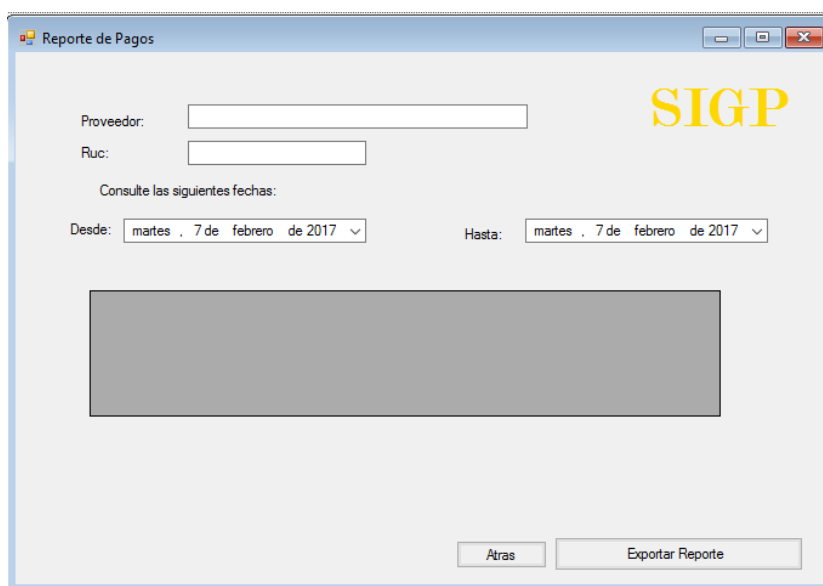 Reporte de Pagos
SIGP
Proveedor:
Ruc:
Consulte las siguientes fechas:
Desde: martes , 7 de febrero de 2017 Hasta: martes , 7 de febrero de 2017
Atras Exportar Reporte